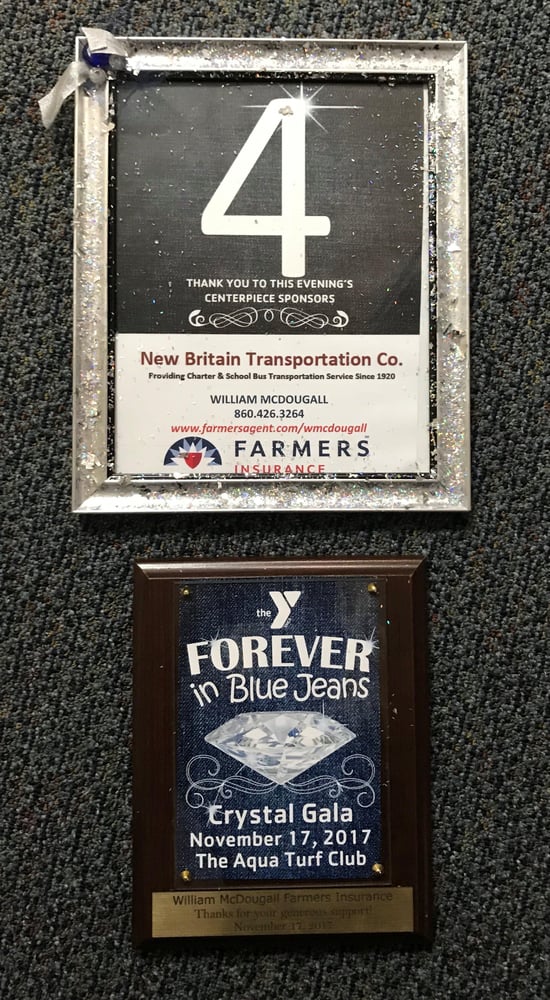 4
THANK YOU TO THIS EVENING'S
CENTERPIECE SPONSORS
New Britain Transportation Co.
Providing Charter & School Bus Transportation Service Since 1920
WILLIAM MCDOUGALL
860.426.3264
www.farmersagent.com/wmcdougall
FARMERS
INSURANCE
the Y
FOREVER
in Blue Jeans
Crystal Gala
November 17, 2017
The Aqua Turf Club
William McDougall Farmers Insurance
Thanks for your generous support!
November 17, 2017